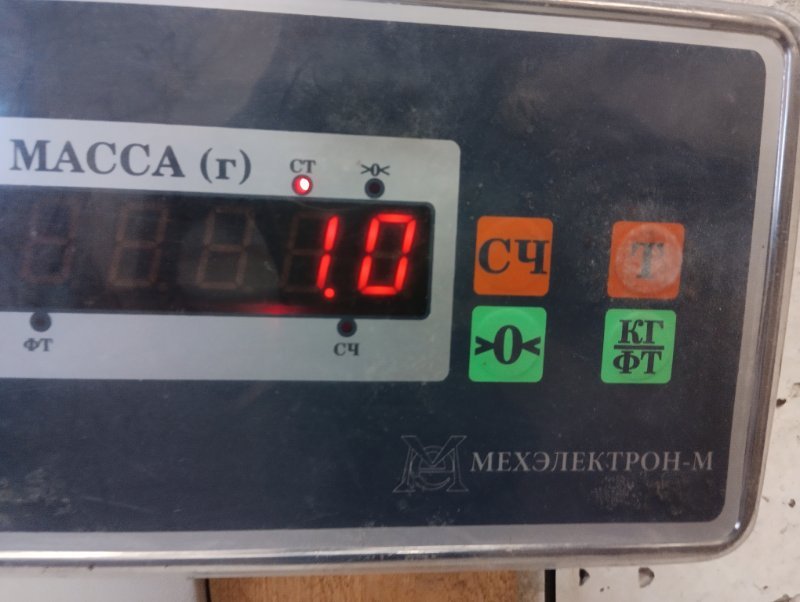 МАССА (г)
СТ
>0<
1.0
ФТ
СЧ
СЧ
Т
>0<
КГ
ФТ
МЕХЭЛЕКТРОН-М